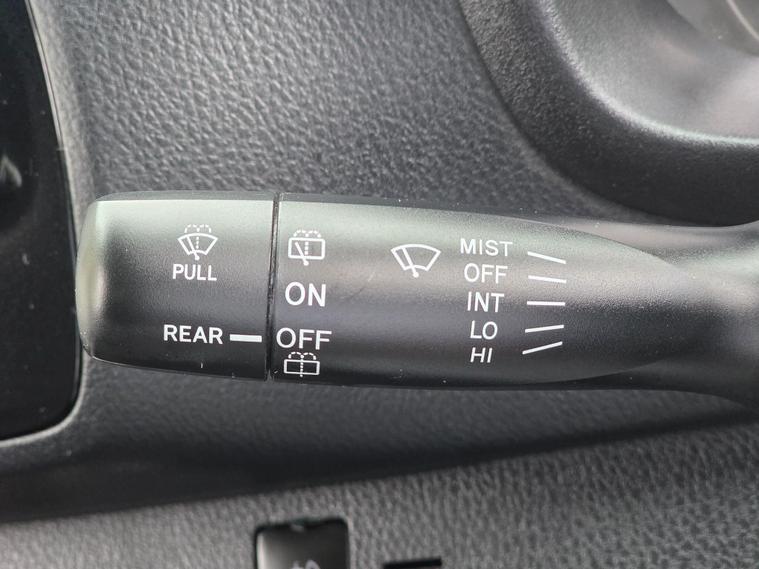 PULL
REAR
ON
OFF
MIST
OFF
INT
LO
HI